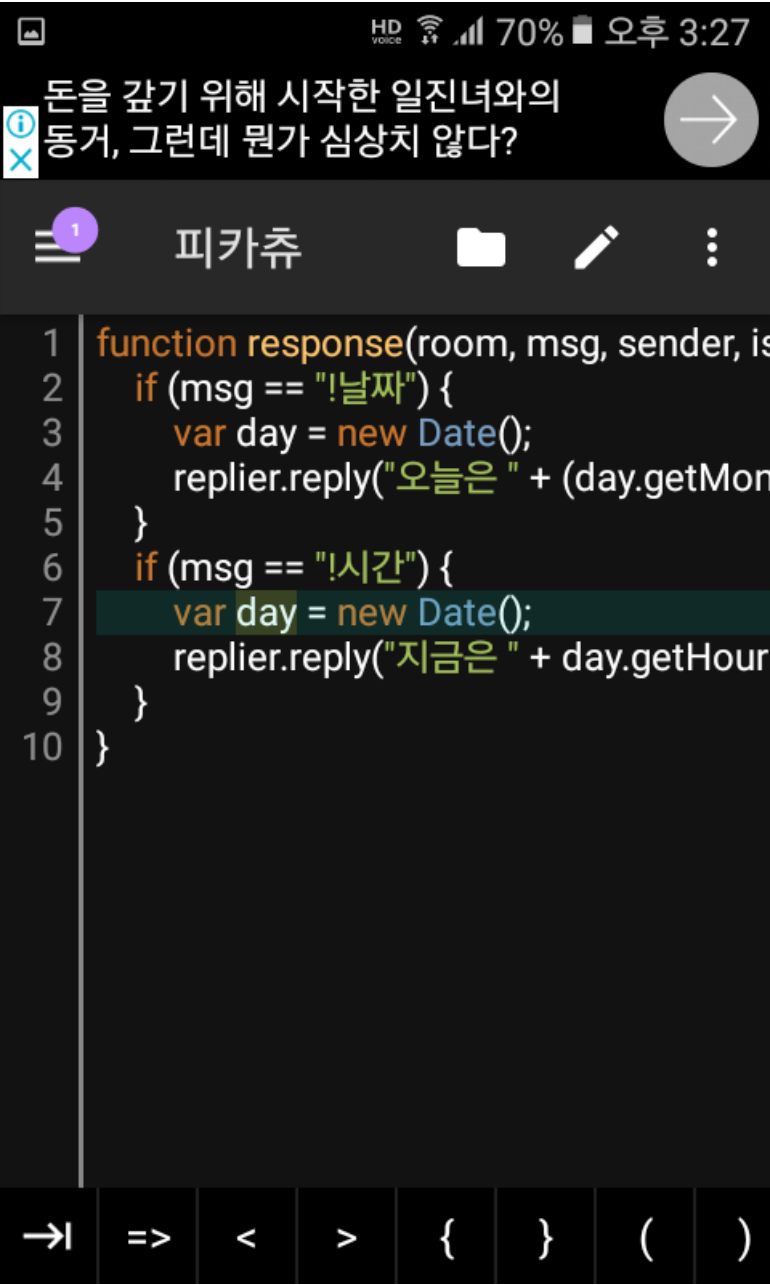 HD voice 70% 오후 3:27
돈을 갚기 위해 시작한 일진녀와의
동거, 그런데 뭔가 심상치 않다?
1
피카츄
1 function response(room, msg, sender, is
2 if (msg == "!날짜") {
3 var day = new Date();
4 replier.reply("오늘은 " + (day.getMon
5 }
6 if (msg == "!시간") {
7 var day = new Date();
8 replier.reply("지금은 " + day.getHour
9 }
10 }
=> < > { } ( )